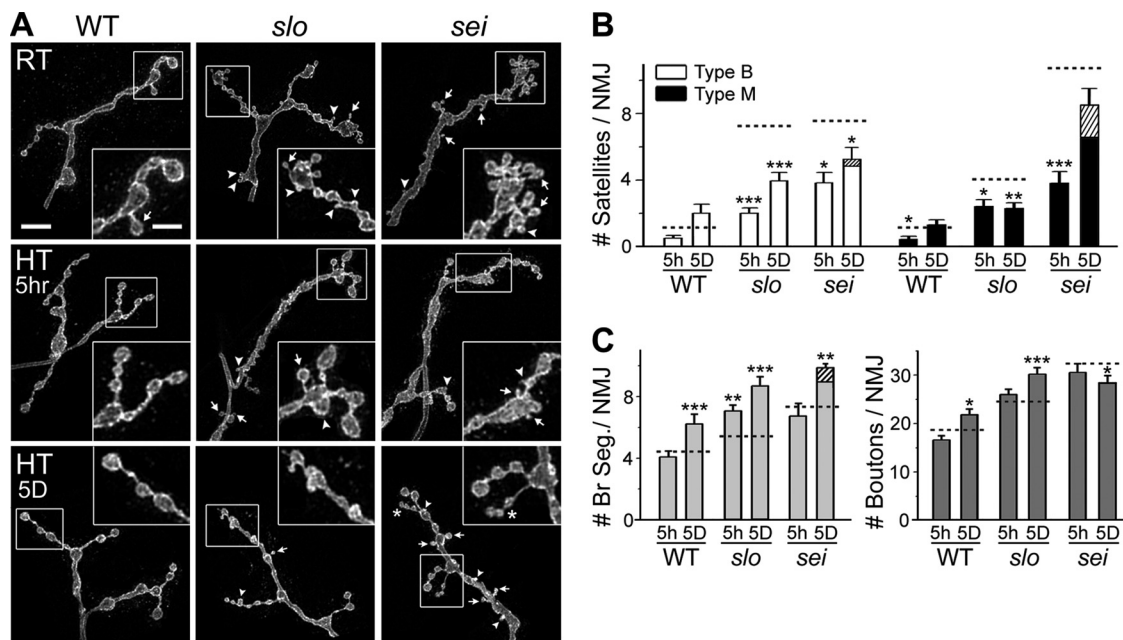 A
WT
slo
sei
RT
HT
5hr
HT
5D
*
*
B
# Satellites / NMJ
8
4
0
Type B
Type M
***
***
*
*
*
*
**
***
5h 5D 5h 5D 5h 5D 5h 5D 5h 5D 5h 5D
WT slo sei WT slo sei
C
# Br Seg./ NMJ
12
8
4
0
***
**
***
**
5h 5D 5h 5D 5h 5D
WT slo sei
# Boutons / NMJ
30
20
10
0
*
***
*
5h 5D 5h 5D 5h 5D
WT slo sei